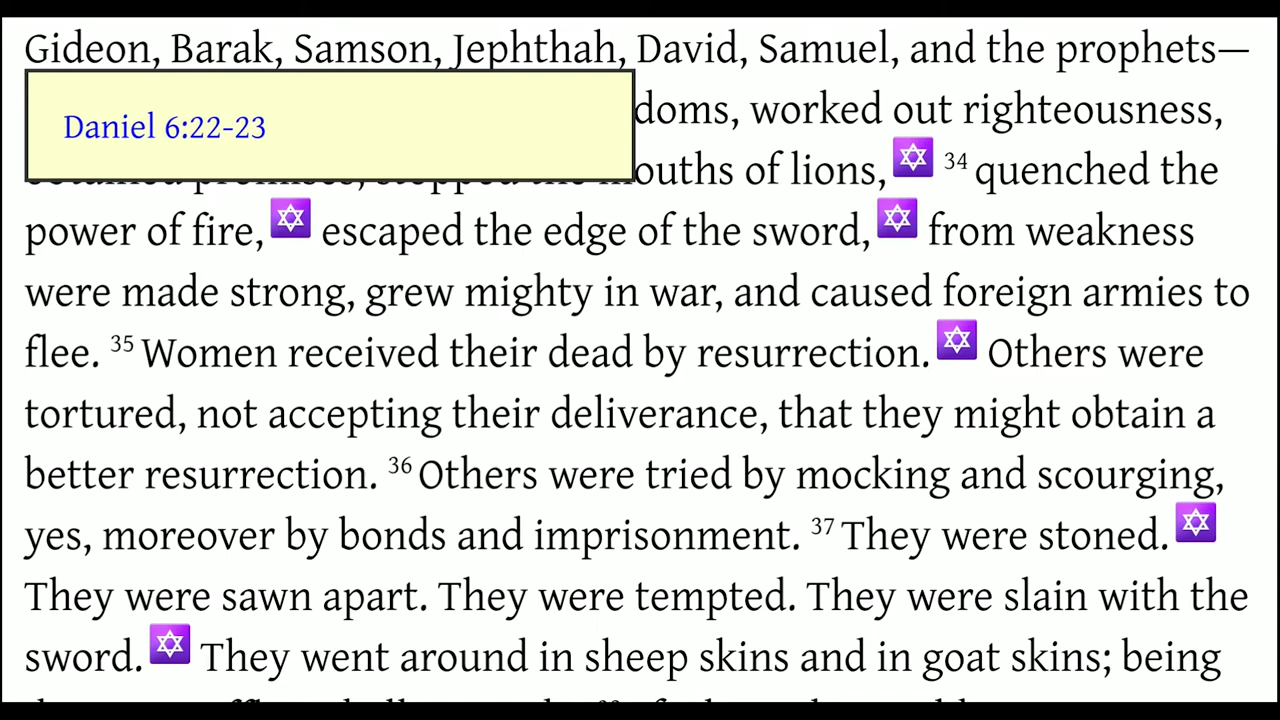 Gideon, Barak, Samson, Jephthah, David, Samuel, and the prophets—
Daniel 6:22-23
doms, worked out righteousness,
mouths of lions,🔯 34 quenched the
power of fire,🔯 escaped the edge of the sword,🔯 from weakness
were made strong, grew mighty in war, and caused foreign armies to
flee. 35 Women received their dead by resurrection.🔯 Others were
tortured, not accepting their deliverance, that they might obtain a
better resurrection. 36 Others were tried by mocking and scourging,
yes, moreover by bonds and imprisonment. 37 They were stoned.🔯
They were sawn apart. They were tempted. They were slain with the
sword.🔯 They went around in sheep skins and in goat skins; being